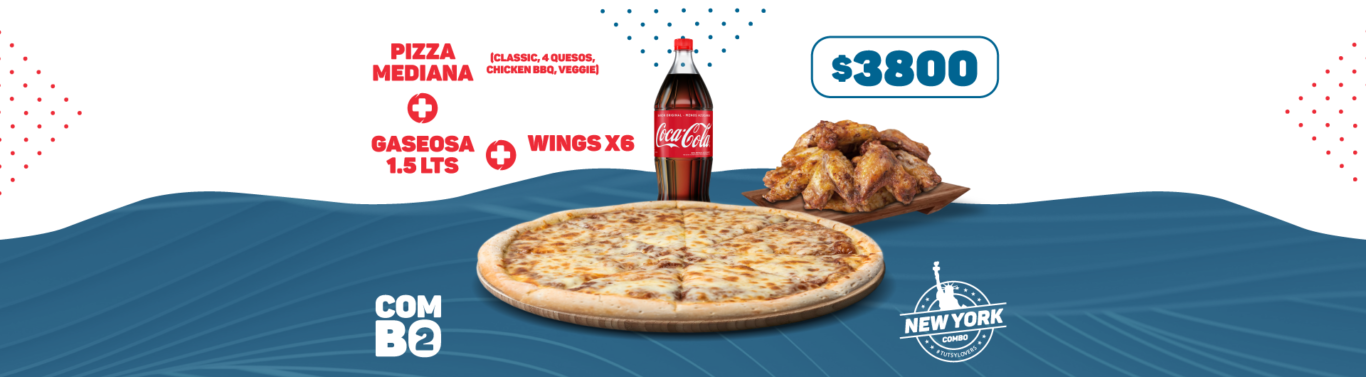 PIZZA
MEDIANA
(CLASSIC, 4 QUESOS,
CHICKEN BBQ, VEGGIE)
GASEOSA
1.5 LTS
WINGS X6
Coca-Cola
$3800
COM
BO2
NEW YORK
COMBO
#TUTSYLOVERS